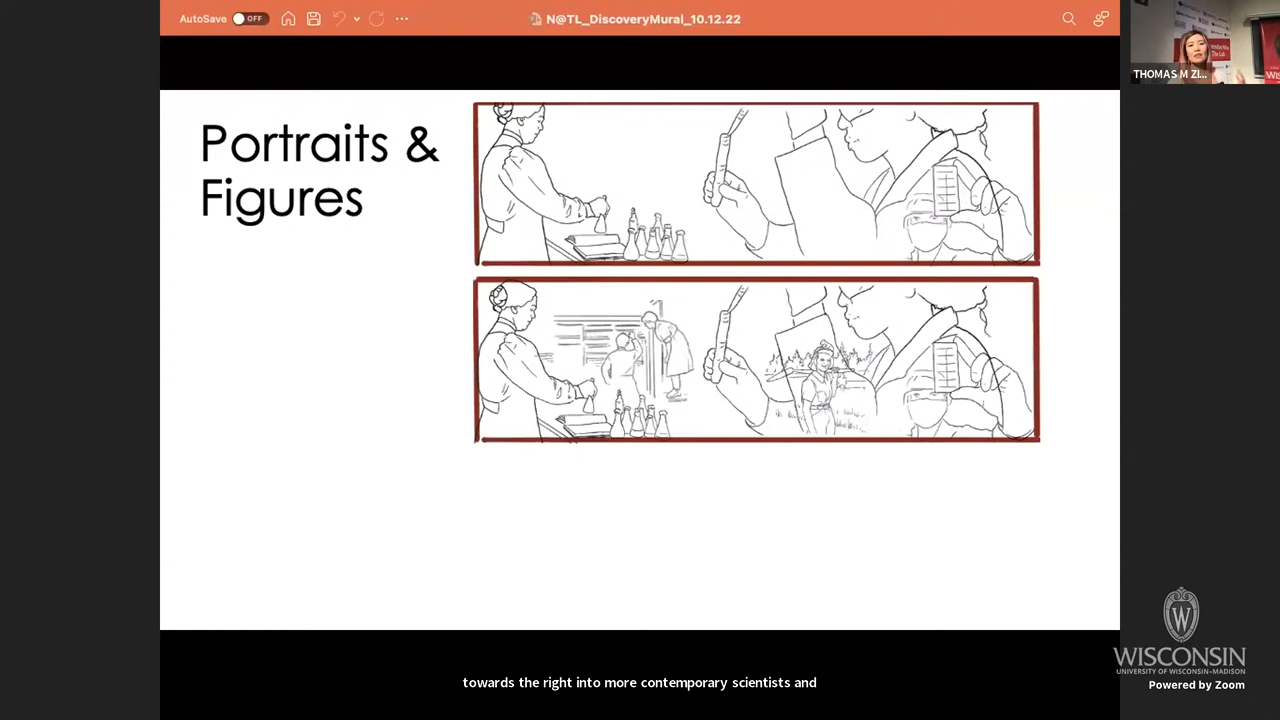 AutoSave
OFF
N@TL_DiscoveryMural_10.12.22
THOMAS M ZI...
Portraits &
Figures
W
WISCONSIN
UNIVERSITY OF WISCONSIN–MADISON
Powered by Zoom
towards the right into more contemporary scientists and